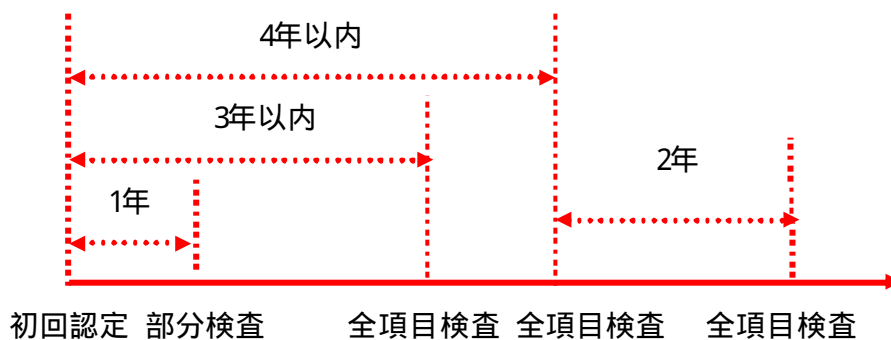 4年以内
3年以内
2年
1年
初回認定 部分検査 全項目検査 全項目検査 全項目検査